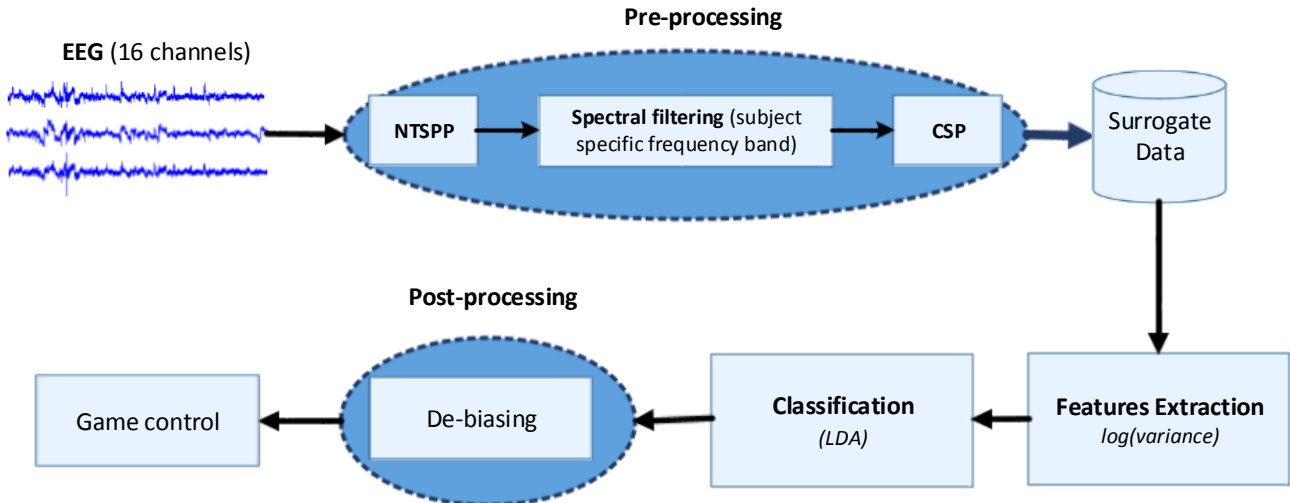 Pre-processing
EEG (16 channels)
NTSPP
Spectral filtering (subject
specific frequency band)
CSP
Surrogate
Data
Post-processing
Game control
De-biasing
Classification
(LDA)
Features Extraction
log(variance)